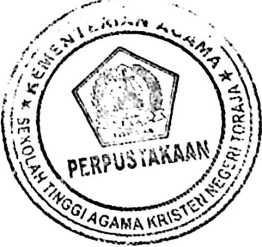 KEMENTERIAN AGAMA
PERPUSTAKAAN
SEKOLAH TINGGI AGAMA KRISTEN NEGERI TORAJA